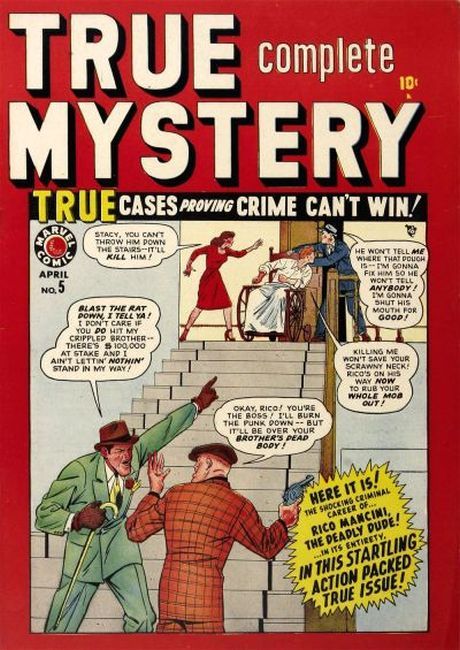 TRUE complete
10¢
MYSTERY
TRUE CASES PROVING CRIME CAN'T WIN!
MARVEL
COMIC
APRIL
NO. 5
STACY, YOU CAN'T
THROW HIM DOWN
THE STAIRS--IT'LL
KILL HIM!
HE WON'T TELL ME
WHERE THAT DOUGH
IS-- I'M GONNA
FIX HIM SO HE
WON'T TELL
ANYBODY!
I'M GONNA
SHUT HIS
MOUTH FOR
GOOD!
KILLING ME
WON'T SAVE YOUR
SCRAWNY NECK!
RICO'S ON HIS
WAY NOW
TO RUB YOUR
WHOLE MOB
OUT!
BLAST THE RAT
DOWN, I TELL YA!
I DON'T CARE IF
YOU DO HIT MY
CRIPPLED BROTHER--
THERE'S $100,000
AT STAKE AND I
AIN'T LETTIN' NOTHIN'
STAND IN MY WAY!
OKAY, RICO! YOU'RE
THE BOSS! I'LL BURN
THE PUNK DOWN-- BUT
IT'LL BE OVER YOUR
BROTHER'S DEAD
BODY!
HERE IT IS!
THE SHOCKING CRIMINAL
CAREER OF...
RICO MANCINI,
THE DEADLY DUDE!
...IN ITS ENTIRETY,
IN THIS STARTLING
ACTION PACKED
TRUE ISSUE!